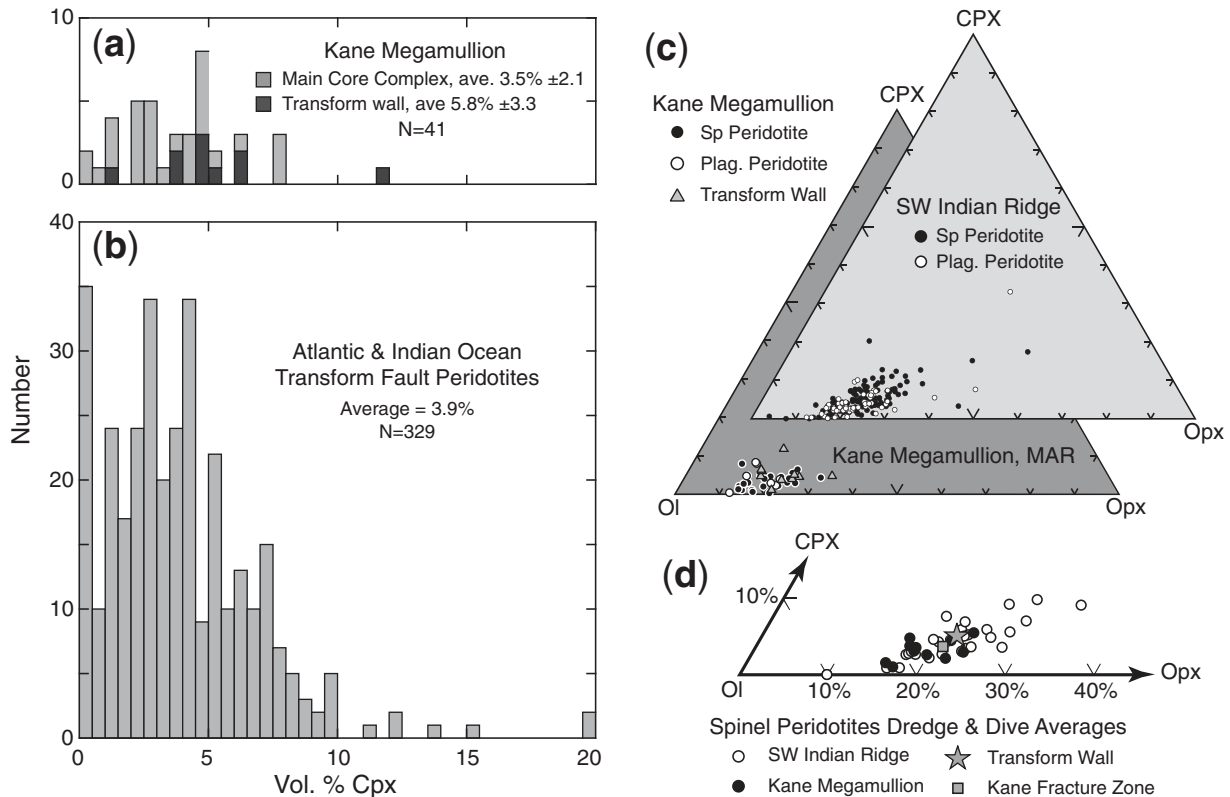 (a)
10
0
Kane Megamullion
Main Core Complex, ave. 3.5% ±2.1
Transform wall, ave 5.8% ±3.3
N=41
(b)
40
30
20
10
0
Number
Atlantic & Indian Ocean
Transform Fault Peridotites
Average = 3.9%
N=329
0 5 10 15 20
Vol. % Cpx
(c)
CPX
CPX
Kane Megamullion
Sp Peridotite
Plag. Peridotite
Transform Wall
SW Indian Ridge
Sp Peridotite
Plag. Peridotite
Opx
Kane Megamullion, MAR
Ol
Opx
(d)
CPX
10%
Ol
Opx
10% 20% 30% 40%
Spinel Peridotites Dredge & Dive Averages
SW Indian Ridge
Transform Wall
Kane Megamullion
Kane Fracture Zone